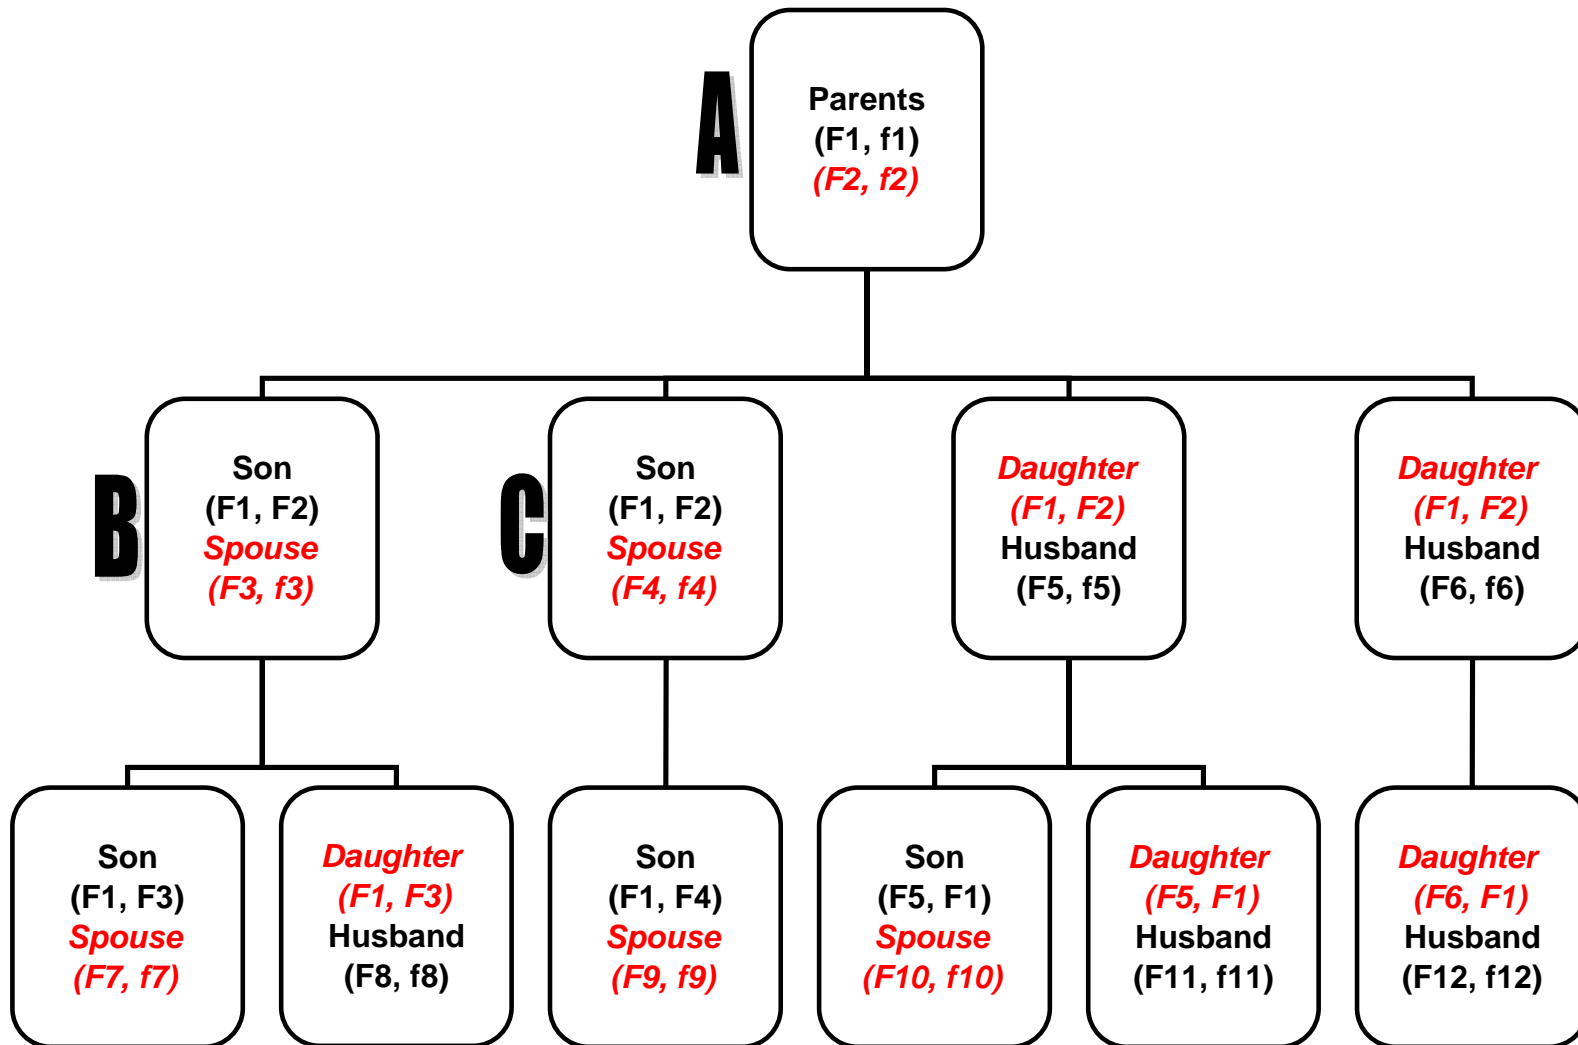 A
Parents
(F1, f1)
(F2, f2)
B
Son
(F1, F2)
Spouse
(F3, f3)
C
Son
(F1, F2)
Spouse
(F4, f4)
Daughter
(F1, F2)
Husband
(F5, f5)
Daughter
(F1, F2)
Husband
(F6, f6)
Son
(F1, F3)
Spouse
(F7, f7)
Daughter
(F1, F3)
Husband
(F8, f8)
Son
(F1, F4)
Spouse
(F9, f9)
Son
(F5, F1)
Spouse
(F10, f10)
Daughter
(F5, F1)
Husband
(F11, f11)
Daughter
(F6, F1)
Husband
(F12, f12)